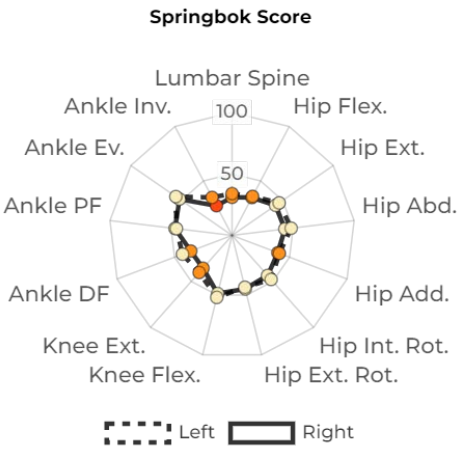 Springbok Score
Lumbar Spine
Ankle Inv.
Hip Flex.
100
Ankle Ev.
Hip Ext.
50
Ankle PF
Hip Abd.
Ankle DF
Hip Add.
Knee Ext.
Hip Int. Rot.
Knee Flex.
Hip Ext. Rot.
Left
Right